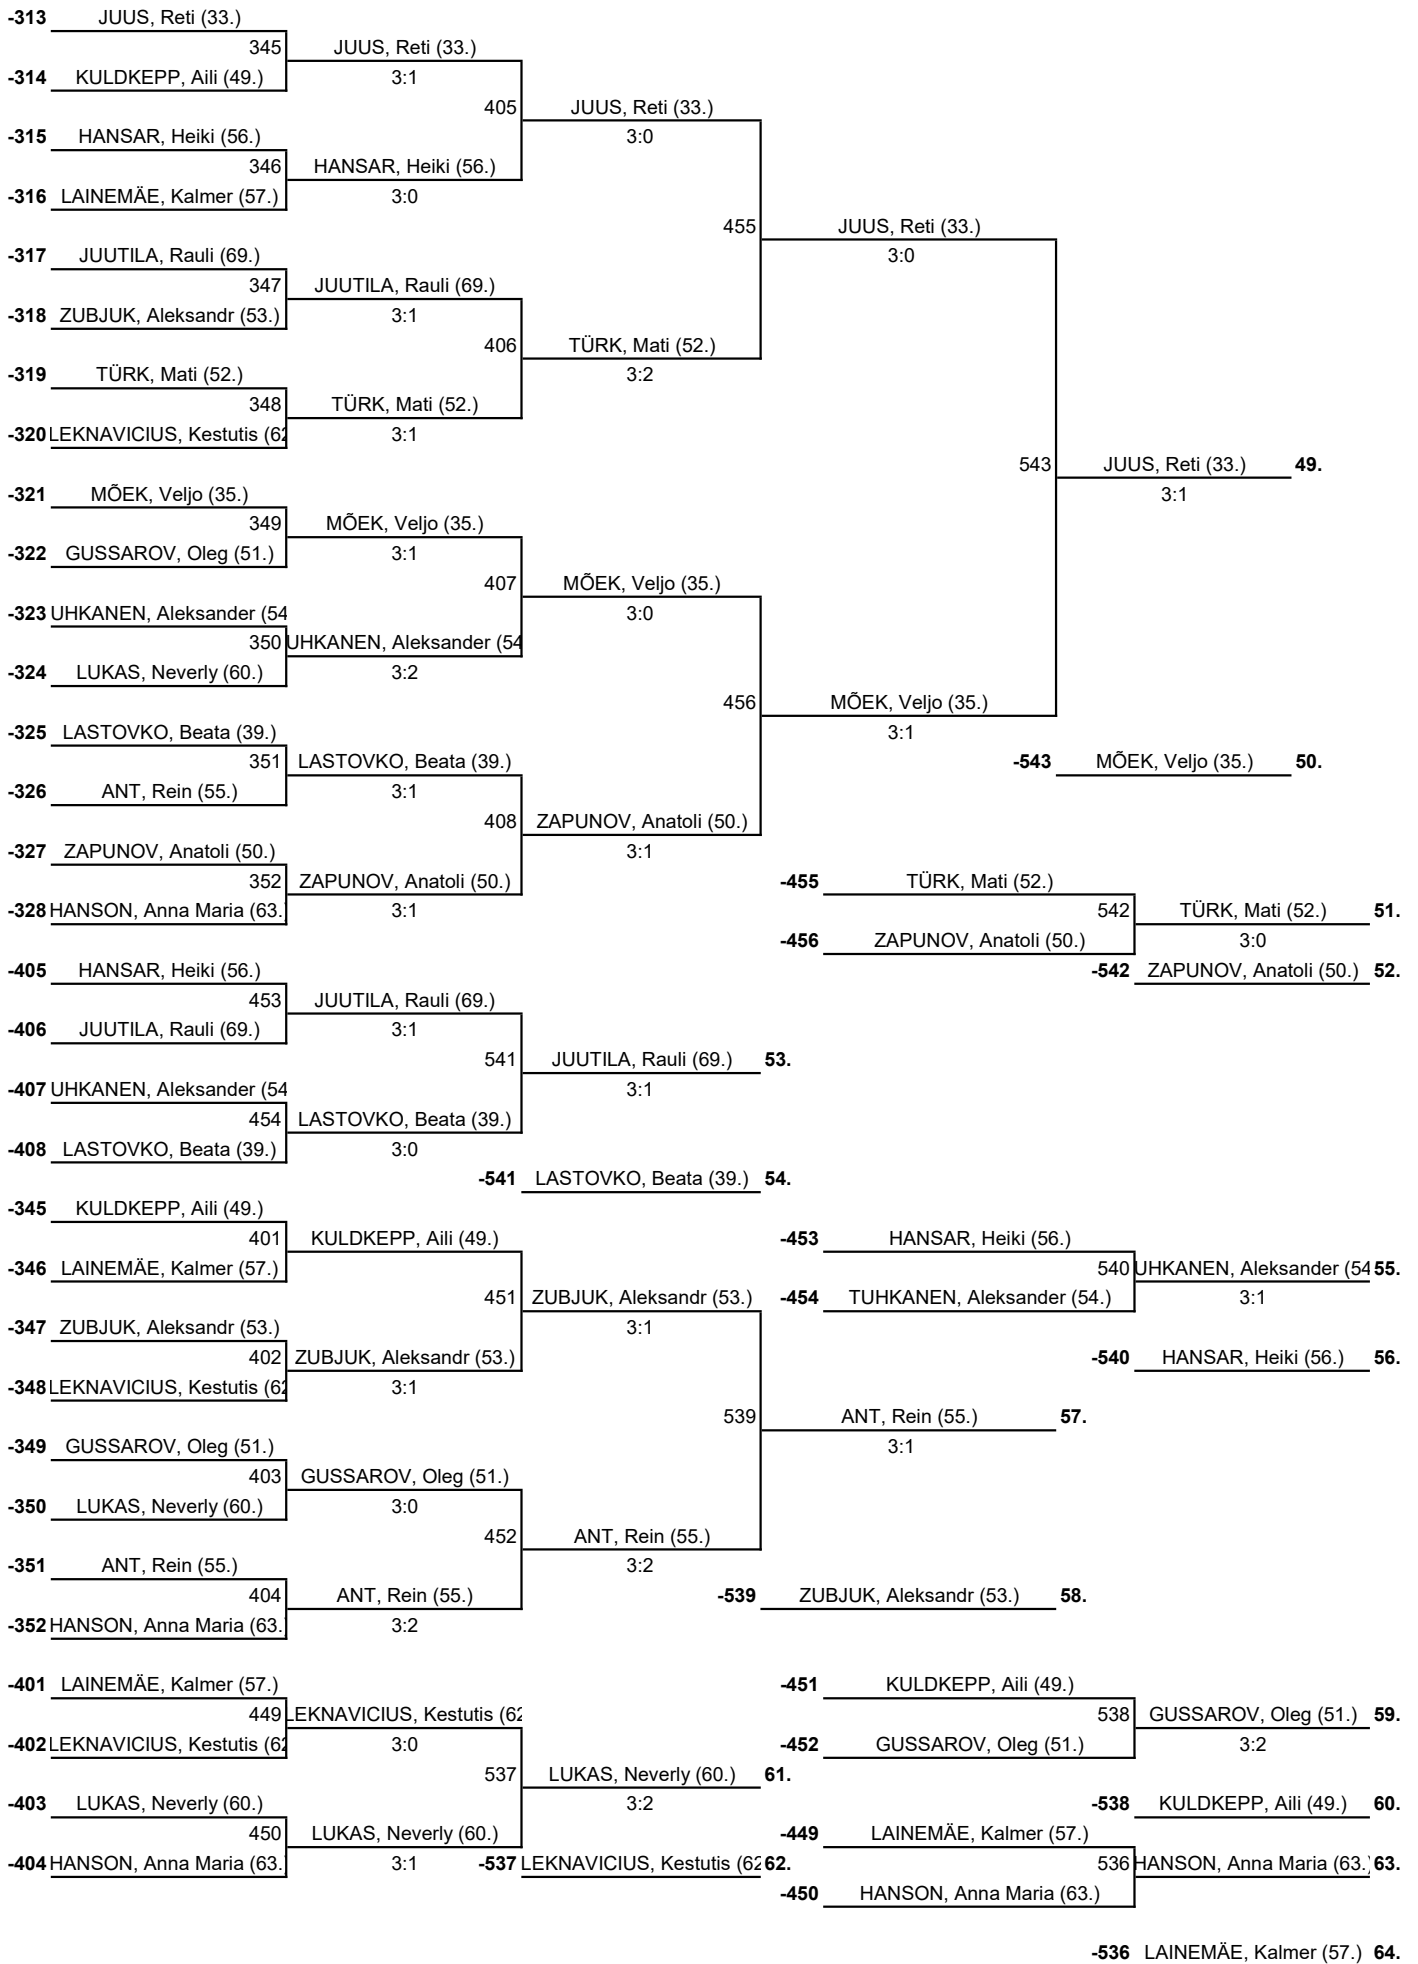 -313 JUUS, Reti (33.)
345 JUUS, Reti (33.)
-314 KULDKEPP, Aili (49.) 3:1
405 JUUS, Reti (33.)
-315 HANSAR, Heiki (56.) 3:0
346 HANSAR, Heiki (56.)
-316 LAINEMÄE, Kalmer (57.) 3:0
455 JUUS, Reti (33.)
-317 JUUTILA, Rauli (69.) 3:0
347 JUUTILA, Rauli (69.)
-318 ZUBJUK, Aleksandr (53.) 3:1
406 TÜRK, Mati (52.)
-319 TÜRK, Mati (52.) 3:2
348 TÜRK, Mati (52.)
-320 LEKNAVICIUS, Kestutis (62 3:1
543 JUUS, Reti (33.) 49.
-321 MÕEK, Veljo (35.) 3:1
349 MÕEK, Veljo (35.)
-322 GUSSAROV, Oleg (51.) 3:1
407 MÕEK, Veljo (35.)
-323 UHKANEN, Aleksander (54 3:0
350 UHKANEN, Aleksander (54
-324 LUKAS, Neverly (60.) 3:2
456 MÕEK, Veljo (35.)
-325 LASTOVKO, Beata (39.) 3:1
351 LASTOVKO, Beata (39.) -543 MÕEK, Veljo (35.) 50.
-326 ANT, Rein (55.) 3:1
408 ZAPUNOV, Anatoli (50.)
-327 ZAPUNOV, Anatoli (50.) 3:1
352 ZAPUNOV, Anatoli (50.) -455 TÜRK, Mati (52.)
-328 HANSON, Anna Maria (63. 3:1 542 TÜRK, Mati (52.) 51.
-456 ZAPUNOV, Anatoli (50.) 3:0
-405 HANSAR, Heiki (56.) -542 ZAPUNOV, Anatoli (50.) 52.
453 JUUTILA, Rauli (69.)
-406 JUUTILA, Rauli (69.) 3:1
541 JUUTILA, Rauli (69.) 53.
-407 UHKANEN, Aleksander (54 3:1
454 LASTOVKO, Beata (39.)
-408 LASTOVKO, Beata (39.) 3:0
-541 LASTOVKO, Beata (39.) 54.
-345 KULDKEPP, Aili (49.)
401 KULDKEPP, Aili (49.) -453 HANSAR, Heiki (56.)
-346 LAINEMÄE, Kalmer (57.) 540 UHKANEN, Aleksander (54 55.
451 ZUBJUK, Aleksandr (53.) -454 TUHKANEN, Aleksander (54.) 3:1
-347 ZUBJUK, Aleksandr (53.) 3:1
402 ZUBJUK, Aleksandr (53.) -540 HANSAR, Heiki (56.) 56.
-348 LEKNAVICIUS, Kestutis (62 3:1
539 ANT, Rein (55.) 57.
-349 GUSSAROV, Oleg (51.) 3:1
403 GUSSAROV, Oleg (51.)
-350 LUKAS, Neverly (60.) 3:0
452 ANT, Rein (55.)
-351 ANT, Rein (55.) 3:2
404 ANT, Rein (55.) -539 ZUBJUK, Aleksandr (53.) 58.
-352 HANSON, Anna Maria (63. 3:2
-401 LAINEMÄE, Kalmer (57.) -451 KULDKEPP, Aili (49.)
449 LEKNAVICIUS, Kestutis (62 538 GUSSAROV, Oleg (51.) 59.
-402 LEKNAVICIUS, Kestutis (62 3:0 -452 GUSSAROV, Oleg (51.) 3:2
537 LUKAS, Neverly (60.) 61.
-403 LUKAS, Neverly (60.) 3:2 -538 KULDKEPP, Aili (49.) 60.
450 LUKAS, Neverly (60.) -449 LAINEMÄE, Kalmer (57.)
-404 HANSON, Anna Maria (63. 3:1 -537 LEKNAVICIUS, Kestutis (62 62. 536 HANSON, Anna Maria (63.) 63.
-450 HANSON, Anna Maria (63.)
-536 LAINEMÄE, Kalmer (57.) 64.